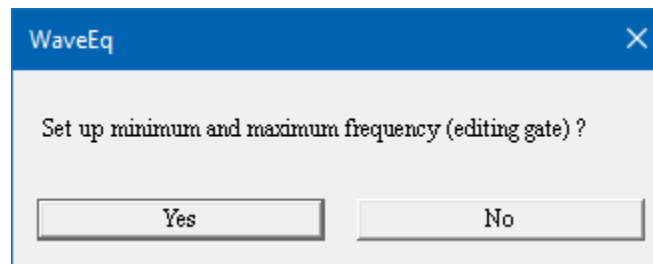 WaveEq
Set up minimum and maximum frequency (editing gate) ?
Yes
No